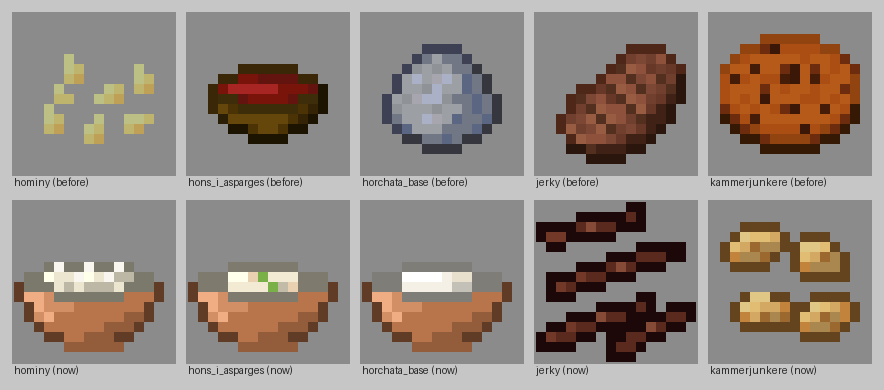 hominy (before)
hons_i_asparges (before)
horchata_base (before)
jerky (before)
kammerjunkere (before)
hominy (now)
hons_i_asparges (now)
horchata_base (now)
jerky (now)
kammerjunkere (now)